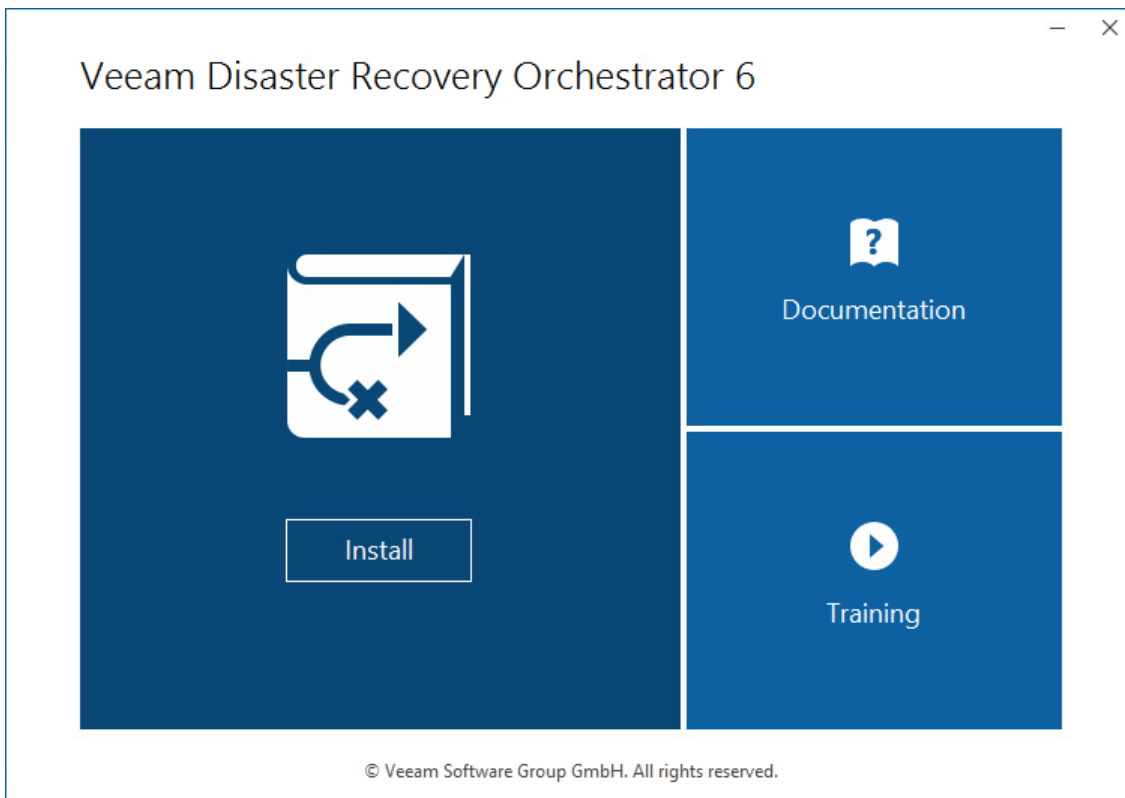 Veeam Disaster Recovery Orchestrator 6
Install
?
Documentation
Training
© Veeam Software Group GmbH. All rights reserved.